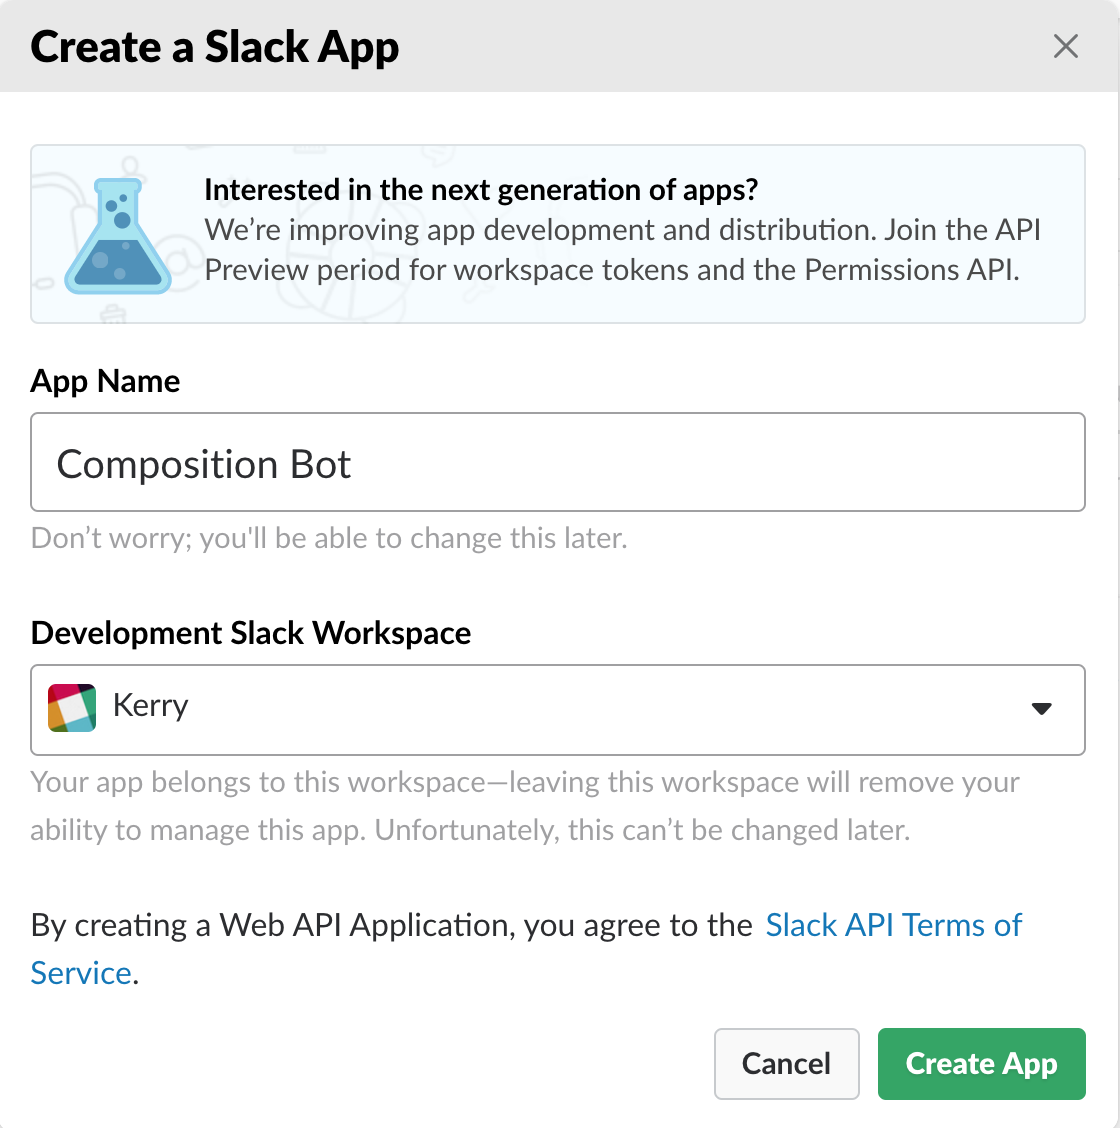 Create a Slack App
Interested in the next generation of apps?
We’re improving app development and distribution. Join the API
Preview period for workspace tokens and the Permissions API.
App Name
Composition Bot
Don’t worry; you'll be able to change this later.
Development Slack Workspace
Kerry
Your app belongs to this workspace—leaving this workspace will remove your
ability to manage this app. Unfortunately, this can’t be changed later.
By creating a Web API Application, you agree to the Slack API Terms of
Service.
Cancel
Create App